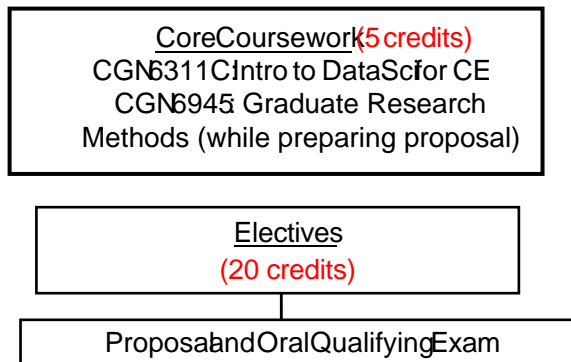 Core Coursework (5 credits)
CGN6311C: Intro to Data Sci for CE
CGN6945: Graduate Research
Methods (while preparing proposal)
Electives
(20 credits)
Proposal and Oral Qualifying Exam